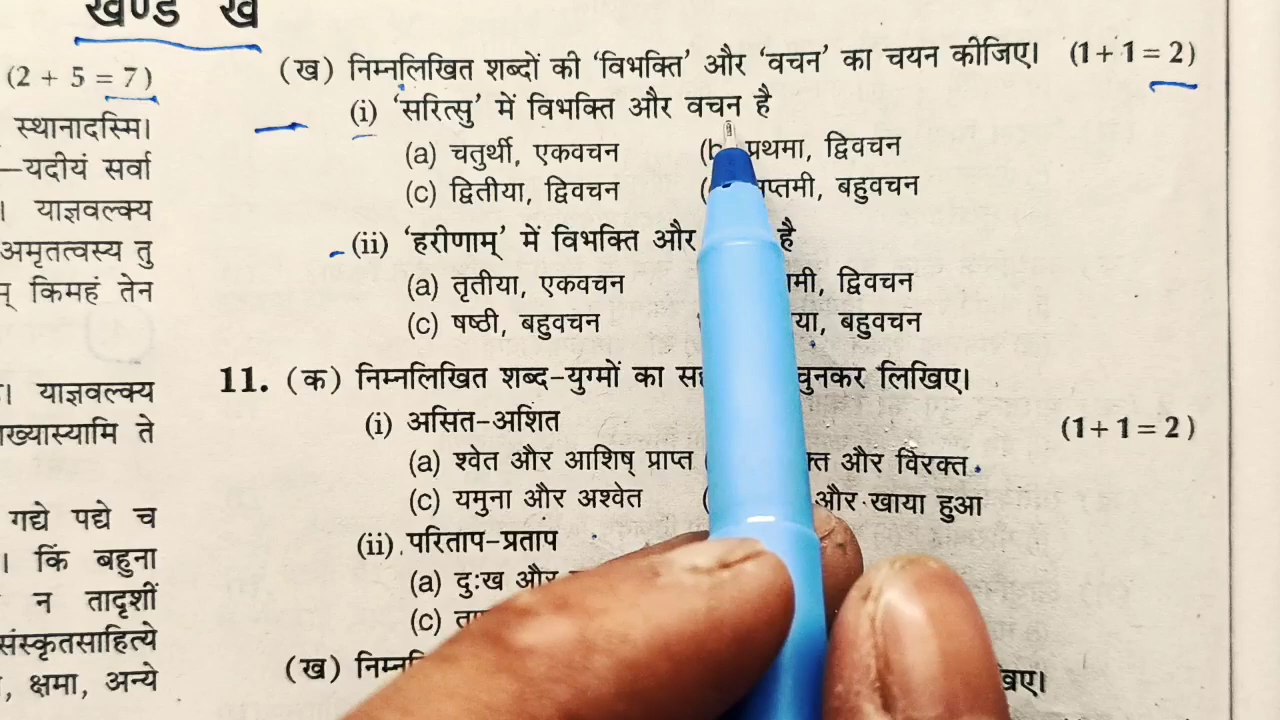 खण्ड ख
(2 + 5 = 7)
स्थानादस्मि।
—यदीयं सर्वा
। याज्ञवल्क्य
अमृतत्वस्य तु
किमहं तेन
। याज्ञवल्क्य
ख्यास्यामि ते
गद्ये पद्ये च
। किं बहुना
न तादृशीं
संस्कृतसाहित्ये
, क्षमा, अन्ये
(ख) निम्नलिखित शब्दों की ‘विभक्ति’ और ‘वचन’ का चयन कीजिए। (1+1=2)
(i) ‘सरित्सु’ में विभक्ति और वचन है
(a) चतुर्थी, एकवचन (b) प्रथमा, द्विवचन
(c) द्वितीया, द्विवचन सप्तमी, बहुवचन
(ii) ‘हरीणाम्’ में विभक्ति और है
(a) तृतीया, एकवचन द्विवचन
(c) षष्ठी, बहुवचन बहुवचन
11. (क) निम्नलिखित शब्द-युग्मों का चुनकर लिखिए।
(i) असित-अशित (1+1=2)
(a) श्वेत और आशिष् प्राप्त और विरक्त
(c) यमुना और अश्वेत और खाया हुआ
(ii) परिताप-प्रताप
(a) दुःख और
(c)
(ख)